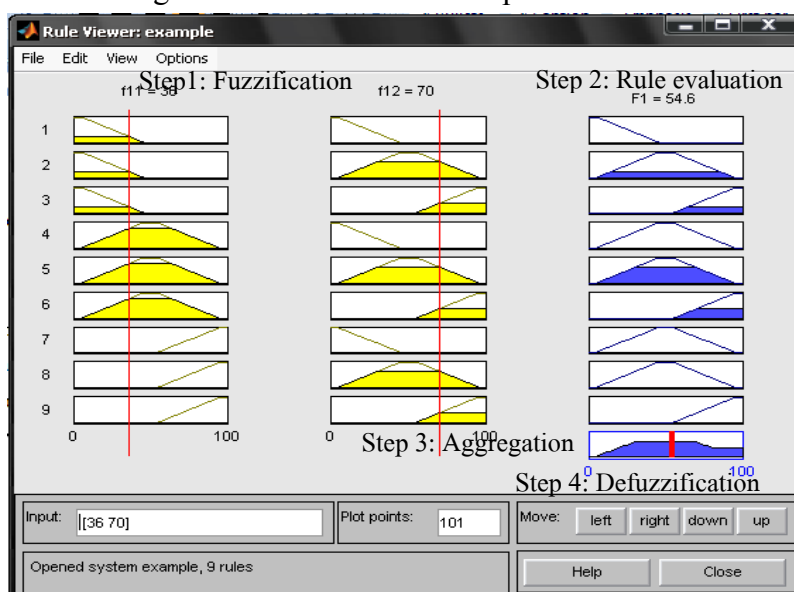 Rule Viewer: example
File Edit View Options
Step1: Fuzzification
Step 2: Rule evaluation
f11 = 36
f12 = 70
F1 = 54.6
1
2
3
4
5
6
7
8
9
0 100
0 100
Step 3: Aggregation
0 100
Step 4: Defuzzification
Input: [36 70]
Plot points: 101
Move: left right down up
Opened system example, 9 rules
Help Close